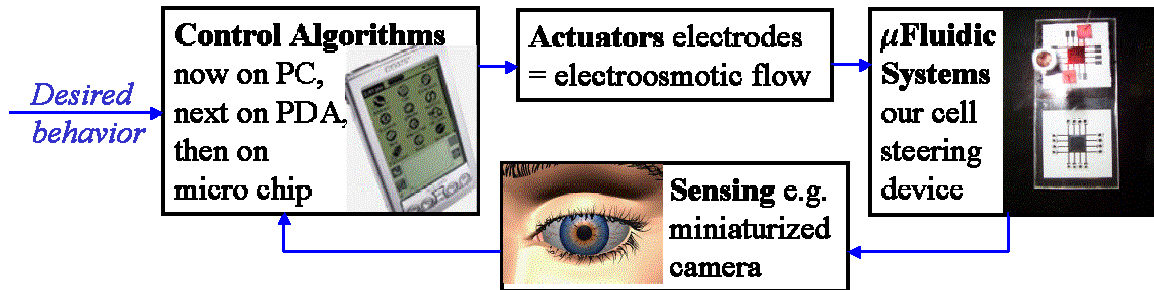 Desired
behavior
Control Algorithms
now on PC,
next on PDA,
then on
micro chip
Actuators electrodes
= electroosmotic flow
μFluidic
Systems
our cell
steering
device
Sensing e.g.
miniaturized
camera